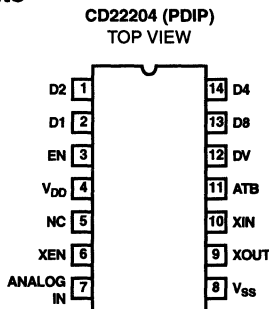 CD22204 (PDIP)
TOP VIEW
D2 1 14 D4
D1 2 13 D8
EN 3 12 DV
VDD 4 11 ATB
NC 5 10 XIN
XEN 6 9 XOUT
ANALOG IN 7 8 VSS